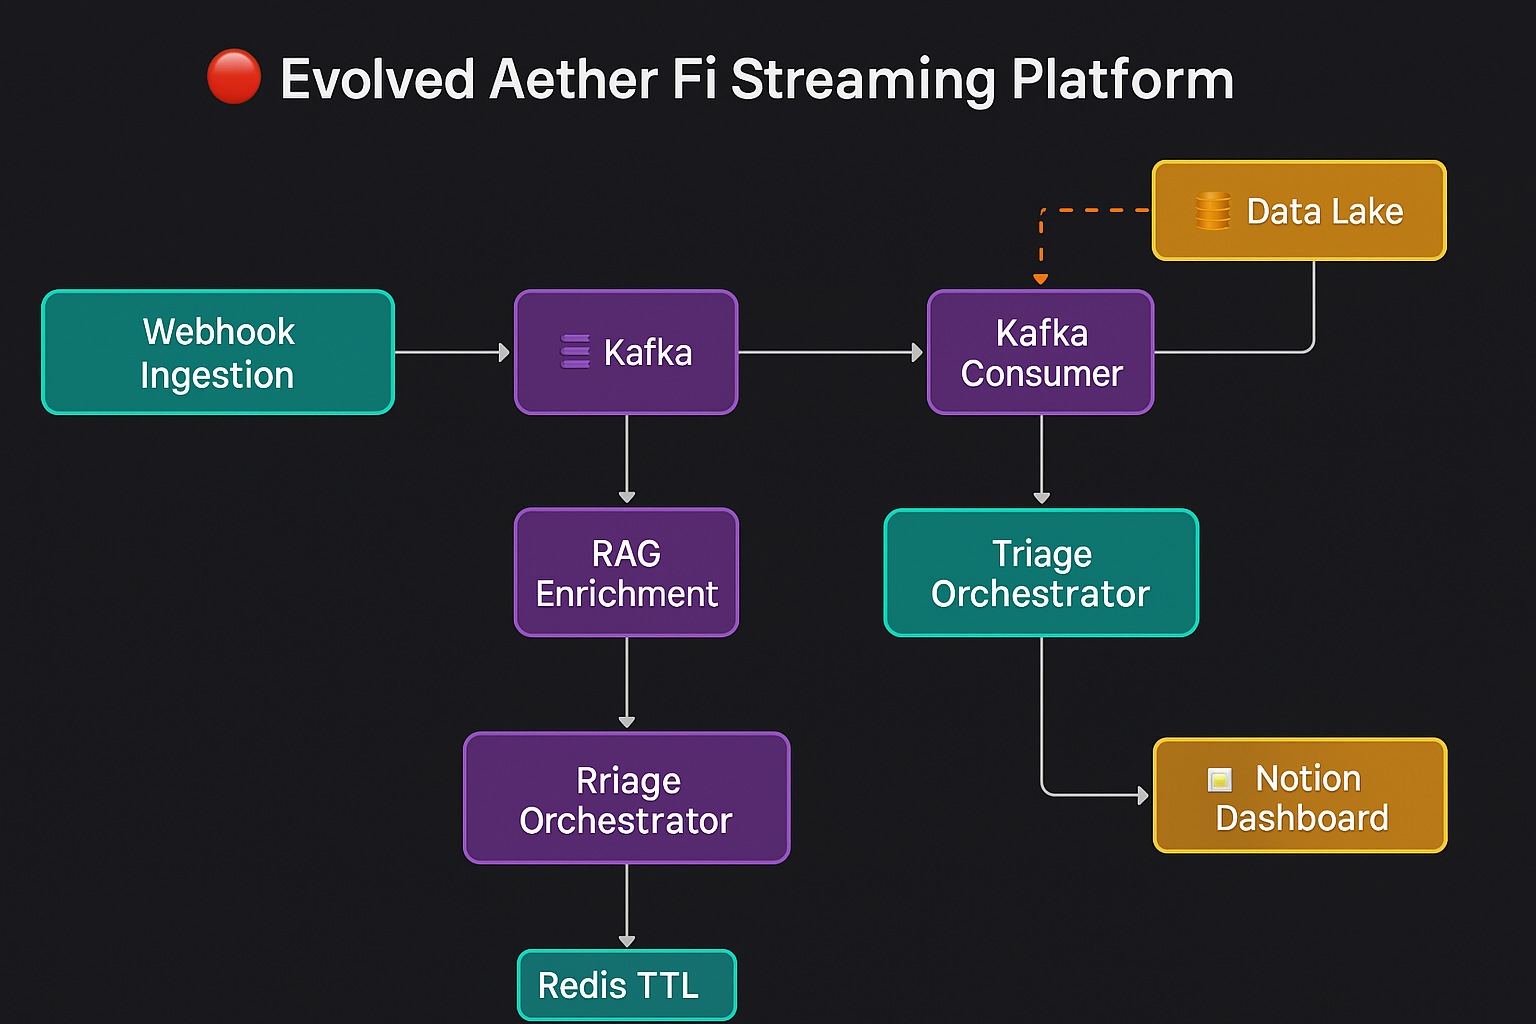 Evolved Aether Fi Streaming Platform
Data Lake
Webhook
Ingestion
Kafka
Kafka
Consumer
RAG
Enrichment
Triage
Orchestrator
Rriage
Orchestrator
Notion
Dashboard
Redis TTL